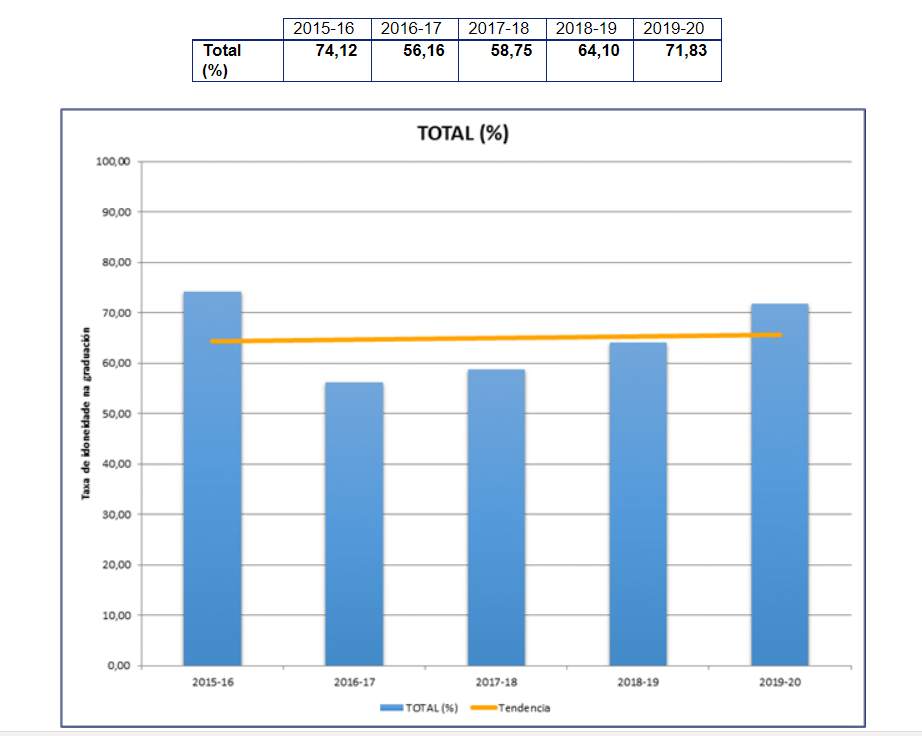 2015-16 2016-17 2017-18 2018-19 2019-20
Total 74,12 56,16 58,75 64,10 71,83
(%)
TOTAL (%)
100,00
90,00
80,00
70,00
60,00
50,00
40,00
30,00
20,00
10,00
0,00
Taxa de idoneidade na graduación
2015-16 2016-17 2017-18 2018-19 2019-20
TOTAL (%) Tendencia